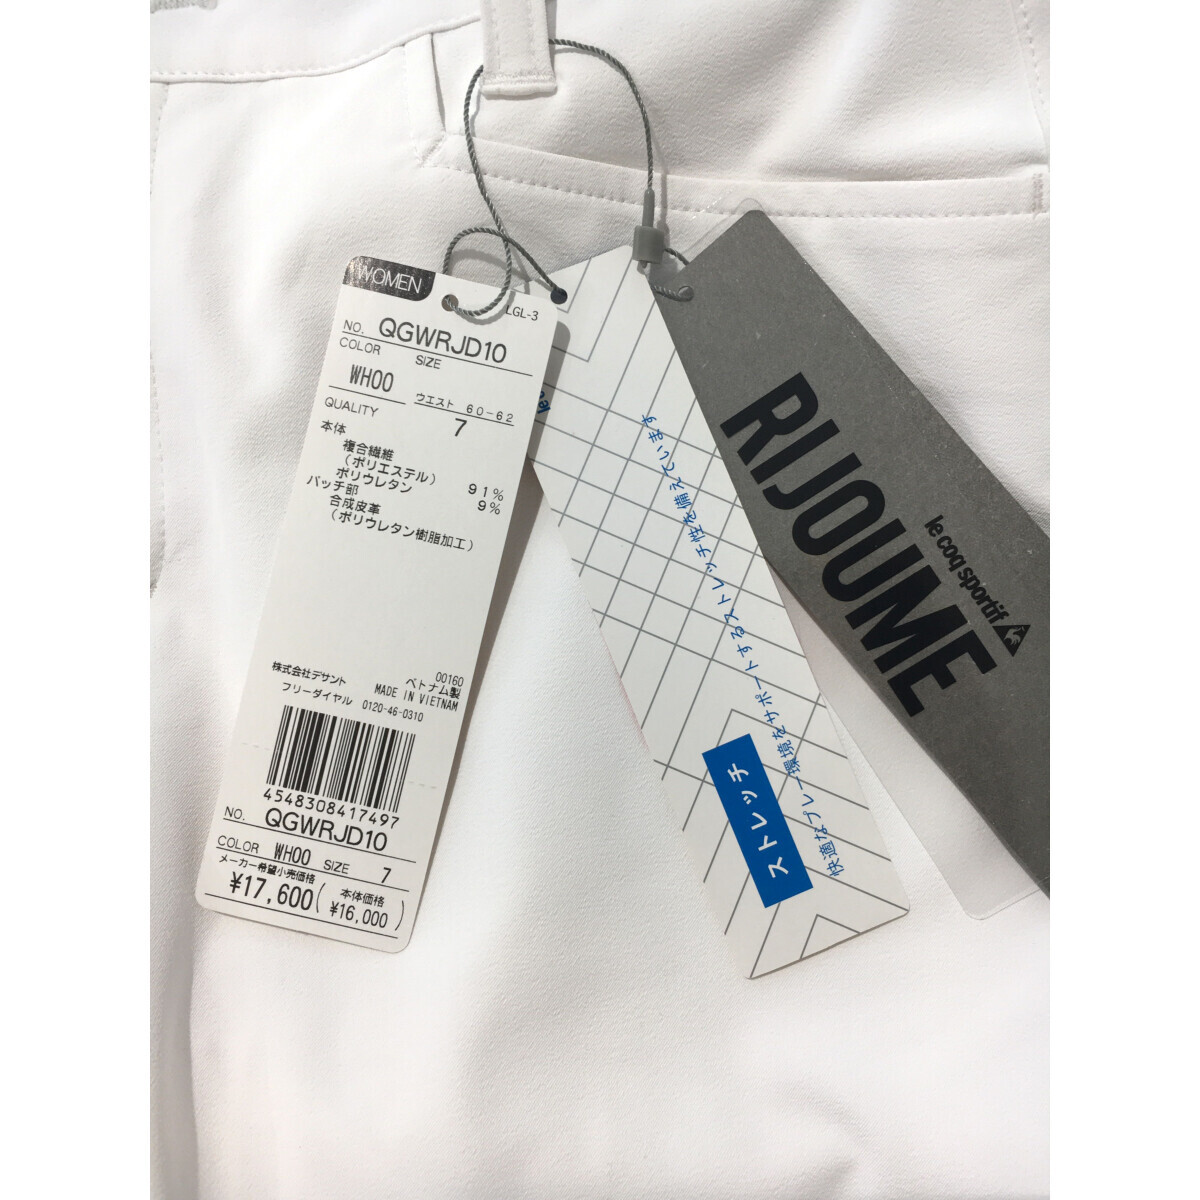 WOMEN
LGL-3
NO. QGWRJD10
COLOR SIZE
WH00 ウエスト 60-62
7
QUALITY
本体
複合繊維
(ポリエステル) 91%
ポリウレタン 9%
パッチ部
合成皮革
(ポリウレタン樹脂加工)
00160
株式会社デサント ベトナム製
フリーダイヤル MADE IN VIETNAM
0120-46-0310
4548308417497
NO. QGWRJD10
COLOR WH00 SIZE 7
メーカー希望小売価格
¥17,600 (本体価格 ¥16,000)
ストレッチ
快適なプレー環境をサポートするストレッチ性を備えています
RIJOUME
le coq sportif